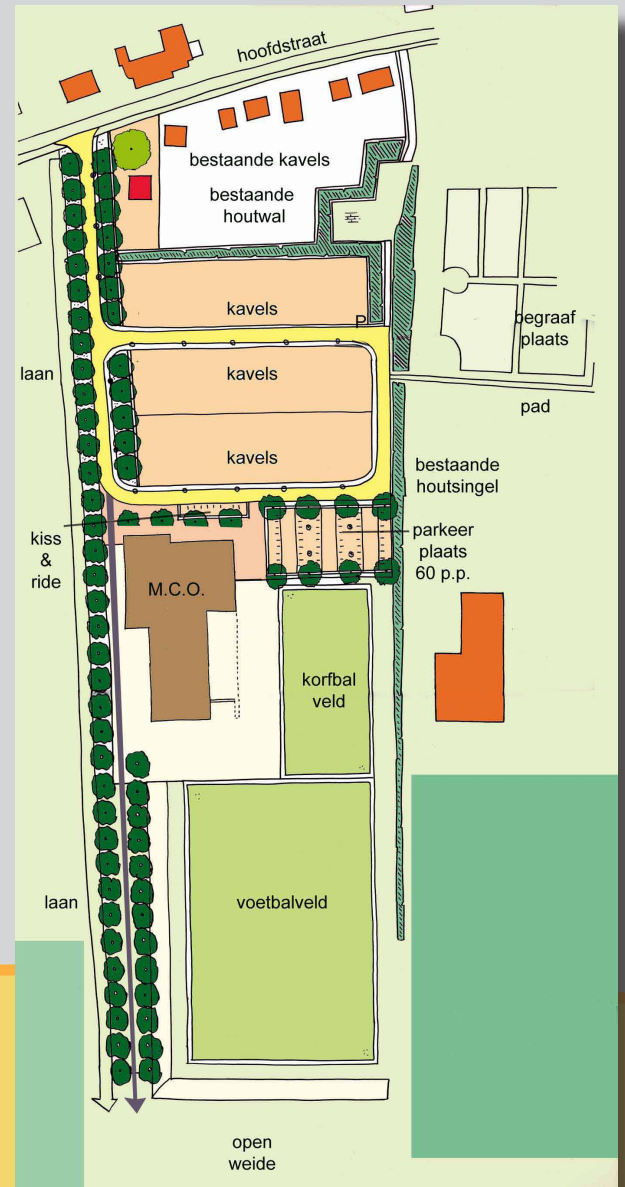 hoofdstraat
bestaande kavels
bestaande
houtwal
kavels
P
begraaf
plaats
laan
kavels
pad
kavels
bestaande
houtsingel
kiss
&
ride
parkeer
plaats
60 p.p.
M.C.O.
korfbal
veld
laan
voetbalveld
open
weide